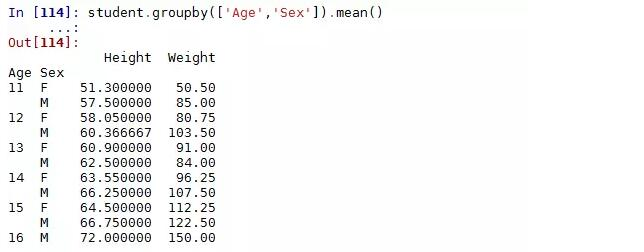 In [114]: student.groupby(['Age','Sex']).mean()
...:
Out[114]:
Height Weight
Age Sex
11 F 51.300000 50.50
M 57.500000 85.00
12 F 58.050000 80.75
M 60.366667 103.50
13 F 60.900000 91.00
M 62.500000 84.00
14 F 63.550000 96.25
M 66.250000 107.50
15 F 64.500000 112.25
M 66.750000 122.50
16 M 72.000000 150.00